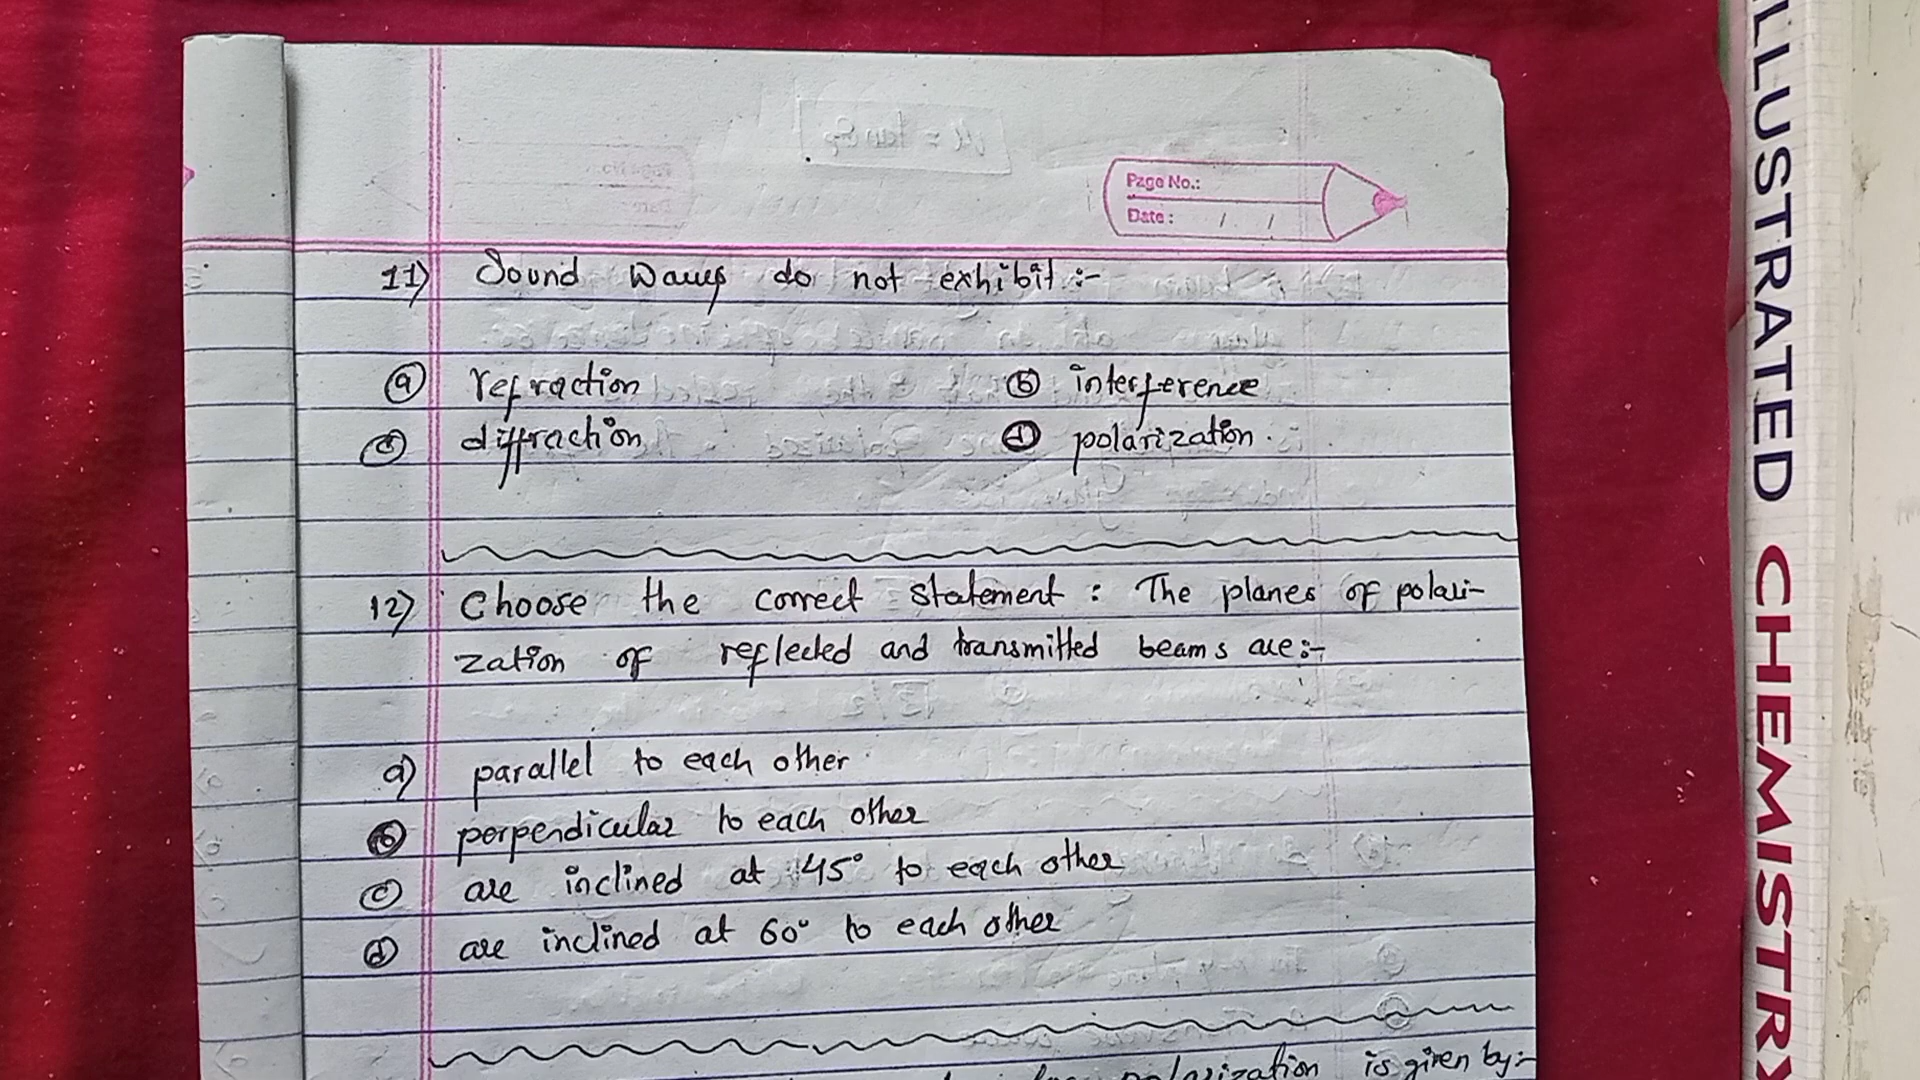 μ = tanθp
Page No.:
Date : / /
11) Sound waves do not exhibit :-
ⓐ refraction ⓑ interference
ⓒ diffraction ⓓ polarization.
12) Choose the correct statement : The planes of polari-
zation of reflected and transmitted beams are :-
a) parallel to each other
ⓑ perpendicular to each other
ⓒ are inclined at 45° to each other
ⓓ are inclined at 60° to each other
polarization is given by:-
ILLUSTRATED CHEMISTRY